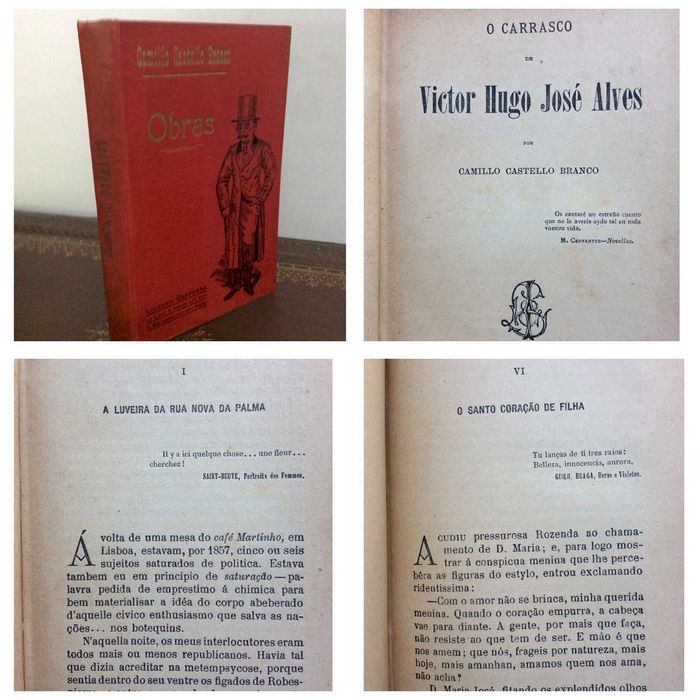 Camillo Castello Branco
Obras
O CARRASCO
DE
Victor Hugo José Alves
POR
CAMILLO CASTELLO BRANCO
Os cantaré un estraño cuento
que no le aveis aydo tal en toda
vuestra vida.
M. CERVANTES—Novellas.
I
A LUVEIRA DA RUA NOVA DA PALMA
Il y a ici quelque chose... une fleur...
cherchez!
SAINT-BEUVE, Portraits des Femmes.
Á volta de uma mesa do café Martinho, em
Lisboa, estavam, por 1857, cinco ou seis
sujeitos saturados de politica. Estava
tambem eu em principio de saturação—pa-
lavra pedida de emprestimo á chimica para
bem materialisar a idéa do corpo abeberado
d'aquelle civico enthusiasmo que salva as na-
ções... nos botequins.
N'aquella noite, os meus interlocutores eram
todos mais ou menos republicanos. Havia tal
que dizia acreditar na metempsycose, porque
sentia dentro do seu ventre os figados de Robes-
VI
O SANTO CORAÇÃO DE FILHA
Tu lanças de ti tres raios:
Belleza, innocencia, aurora.
GUILH. BRAGA, Heras e Violetas.
ACUDIU pressurosa Rozenda ao chama-
mento de D. Maria; e, para logo mos-
trar á conspicua menina que lhe perce-
bêra as figuras do estylo, entrou exclamando
ridentissima:
—Com o amor não se brinca, minha querida
menina. Quando o coração empurra, a cabeça
vae para diante. A gente, por mais que faça,
não resiste ao que tem de ser. E máo é que
nos amem; que nós, frageis por natureza, mais
hoje, mais amanhan, amamos quem nos ama,
não acha?
D. Maria José, fitando os esplendidos olhos